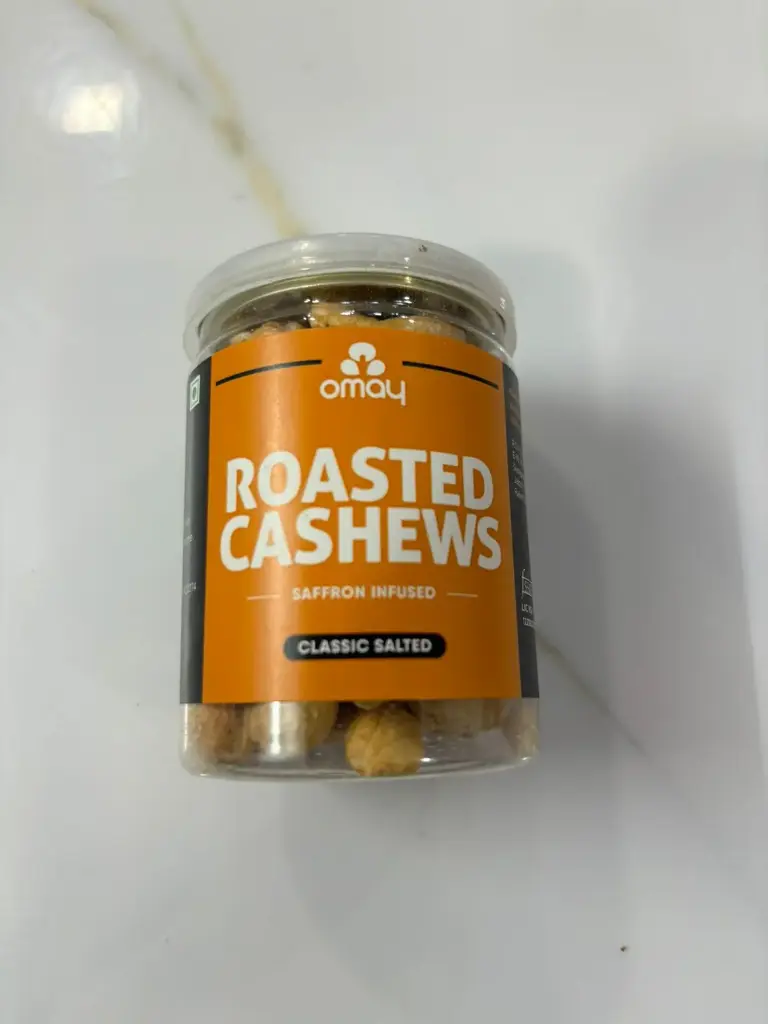 omay
ROASTED
CASHEWS
SAFFRON INFUSED
CLASSIC SALTED